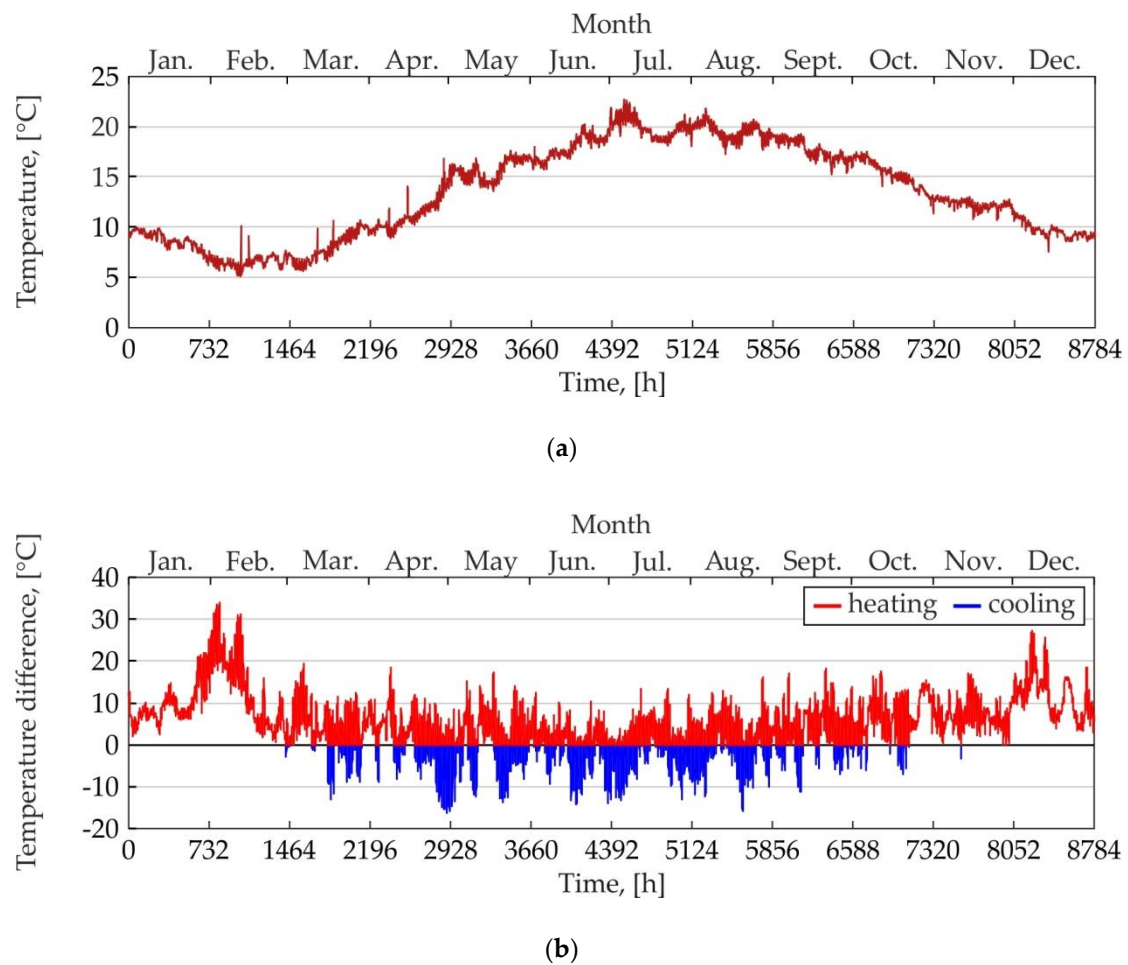 Month
Jan. Feb. Mar. Apr. May Jun. Jul. Aug. Sept. Oct. Nov. Dec.
Temperature, [°C]
25
20
15
10
5
0
0 732 1464 2196 2928 3660 4392 5124 5856 6588 7320 8052 8784
Time, [h]
(a)
Month
Jan. Feb. Mar. Apr. May Jun. Jul. Aug. Sept. Oct. Nov. Dec.
Temperature difference, [°C]
40
30
20
10
0
-10
-20
heating cooling
0 732 1464 2196 2928 3660 4392 5124 5856 6588 7320 8052 8784
Time, [h]
(b)